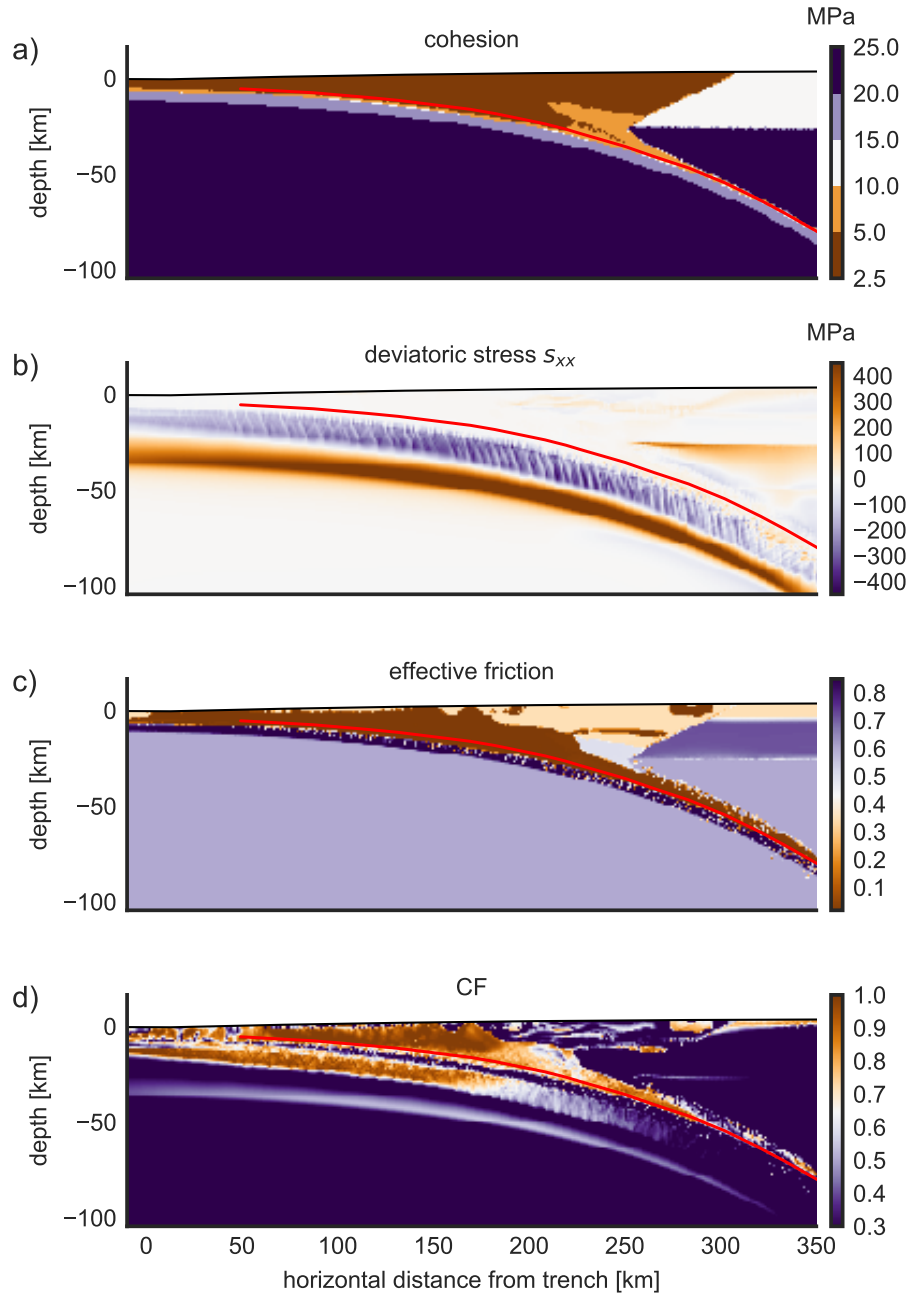 MPa
a)
cohesion
25.0
0
20.0
15.0
depth [km]
−50
10.0
5.0
−100
2.5
MPa
b)
deviatoric stress sxx
400
0
300
200
100
depth [km]
−50
0
−100
−200
−300
−100
−400
c)
effective friction
0.8
0
0.7
0.6
0.5
depth [km]
−50
0.4
0.3
0.2
0.1
−100
d)
CF
1.0
0
0.9
0.8
0.7
depth [km]
−50
0.6
0.5
0.4
−100
0.3
0 50 100 150 200 250 300 350
horizontal distance from trench [km]